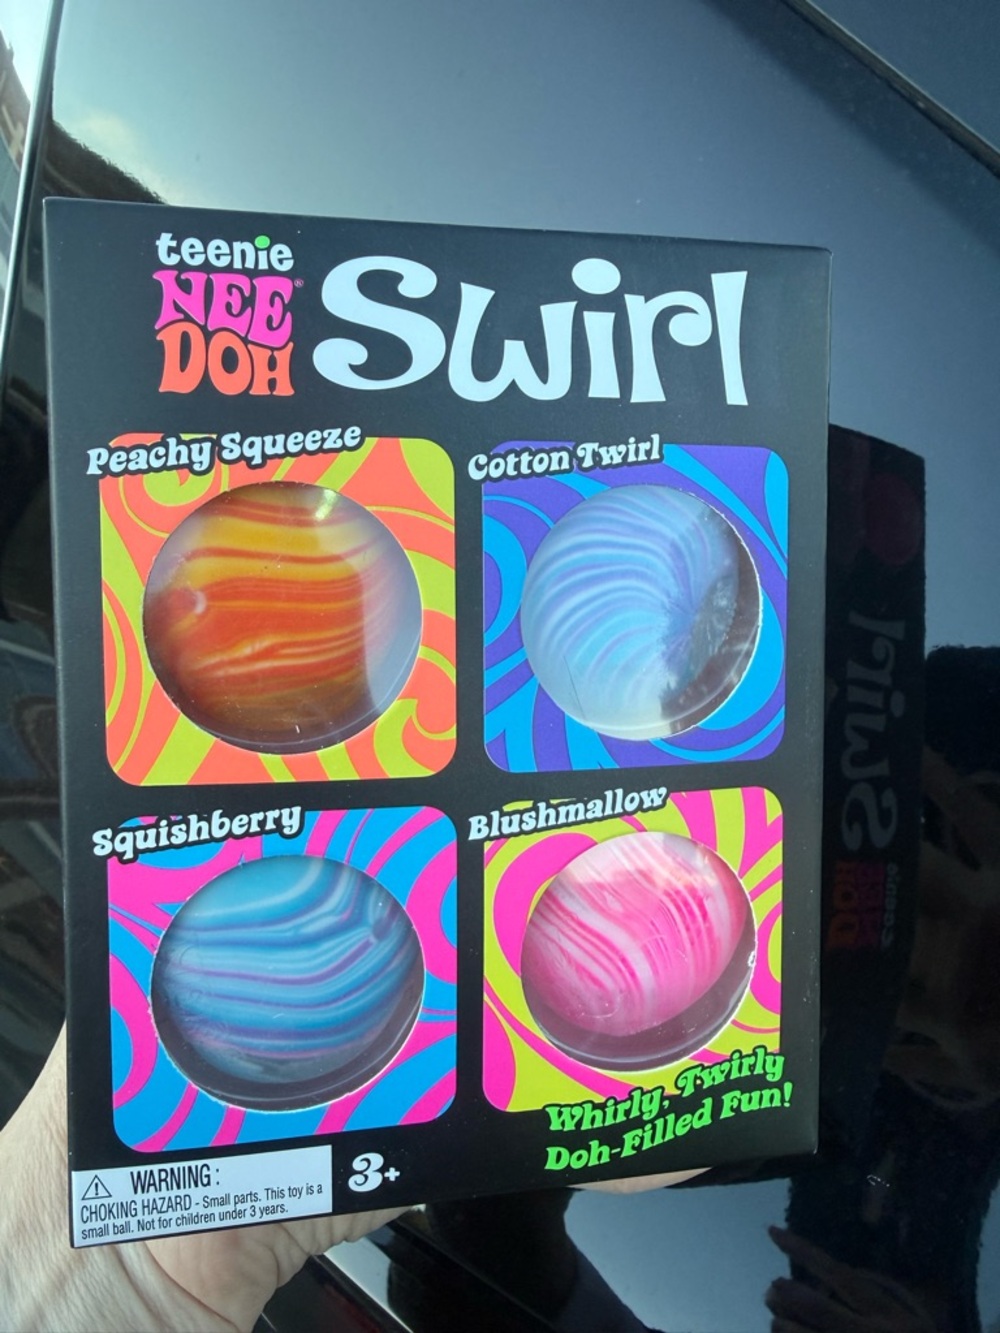 teenie
NEE
DOH®
Swirl
Peachy Squeeze
Cotton Twirl
Squishberry
Blushmallow
Whirly, Twirly
Doh-Filled Fun!
WARNING:
CHOKING HAZARD - Small parts. This toy is a
small ball. Not for children under 3 years.
3+